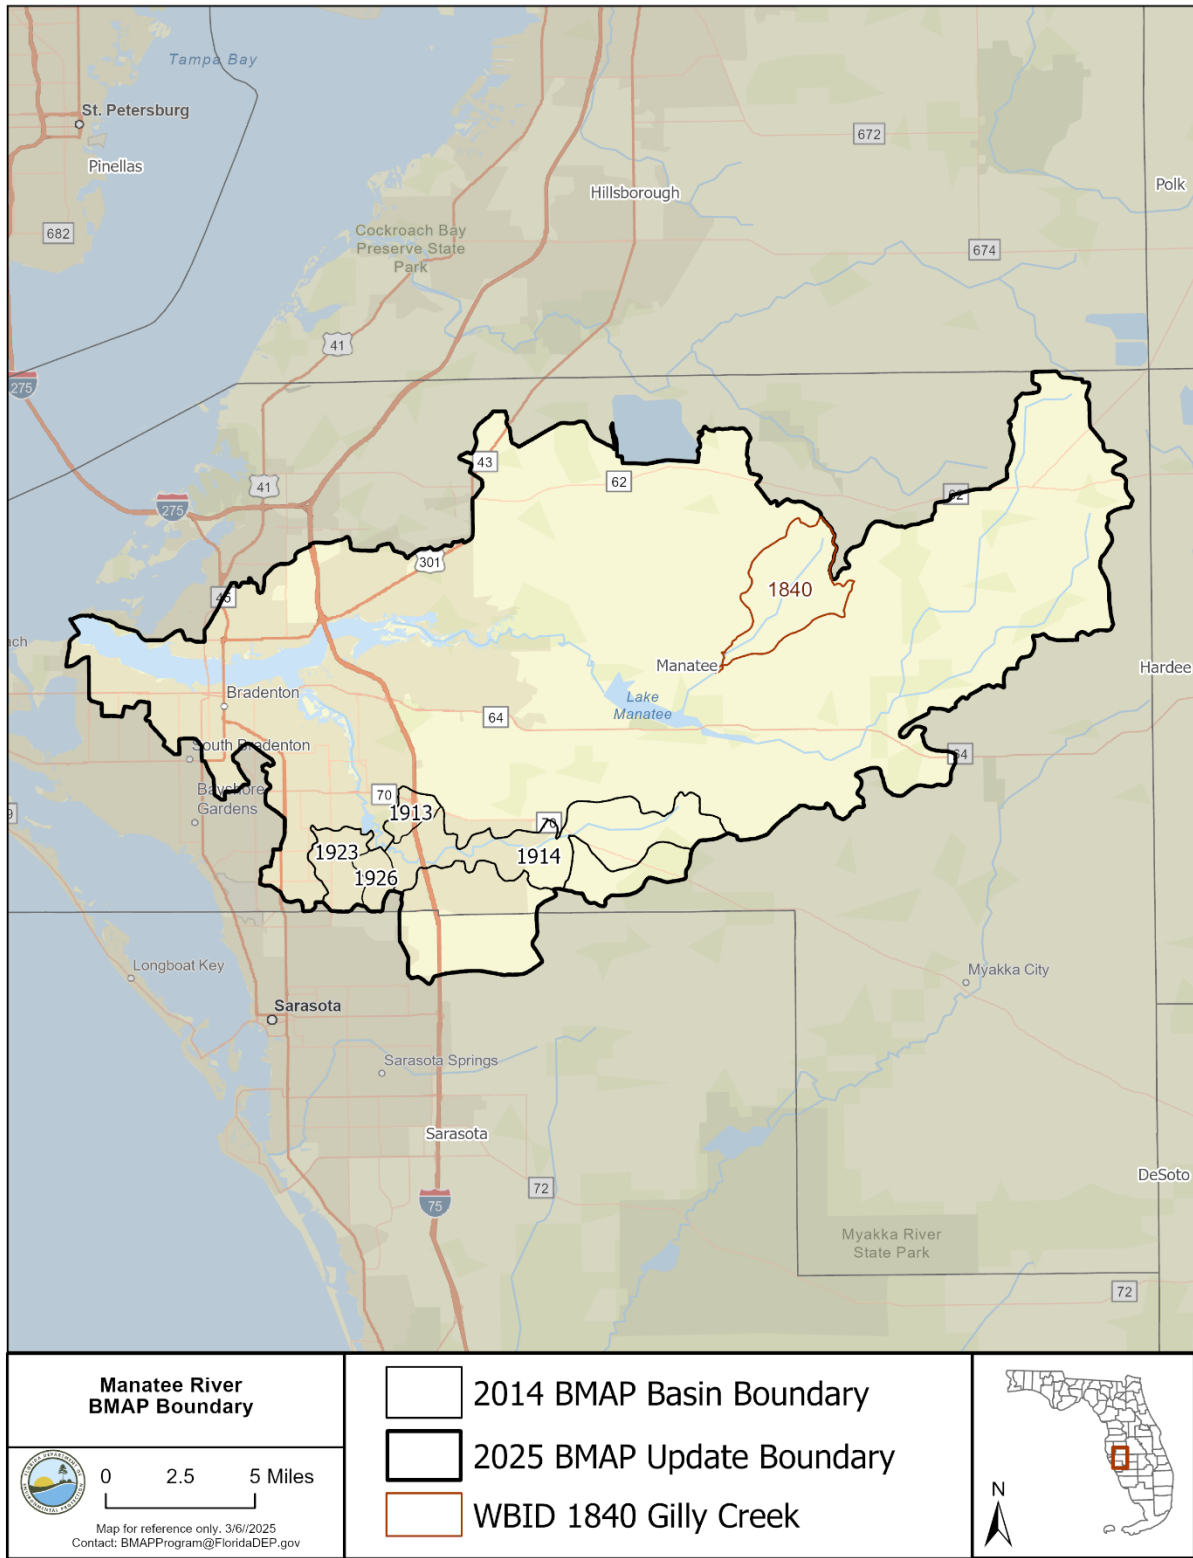 Tampa Bay
St. Petersburg
Pinellas
672
Hillsborough
Polk
682
Cockroach Bay
Preserve State
Park
674
41
275
43
62
41
62
275
301
1840
45
ach
Manatee
Hardee
Bradenton
Lake
Manatee
64
South Bradenton
64
Bayshore
Gardens
70
1913
70
9
1923
1914
1926
Longboat Key
Myakka City
Sarasota
Sarasota Springs
Sarasota
72
DeSoto
75
Myakka River
State Park
72
Manatee River
BMAP Boundary
0 2.5 5 Miles
Map for reference only. 3/6//2025
Contact: BMAPProgram@FloridaDEP.gov
2014 BMAP Basin Boundary
2025 BMAP Update Boundary
WBID 1840 Gilly Creek
N